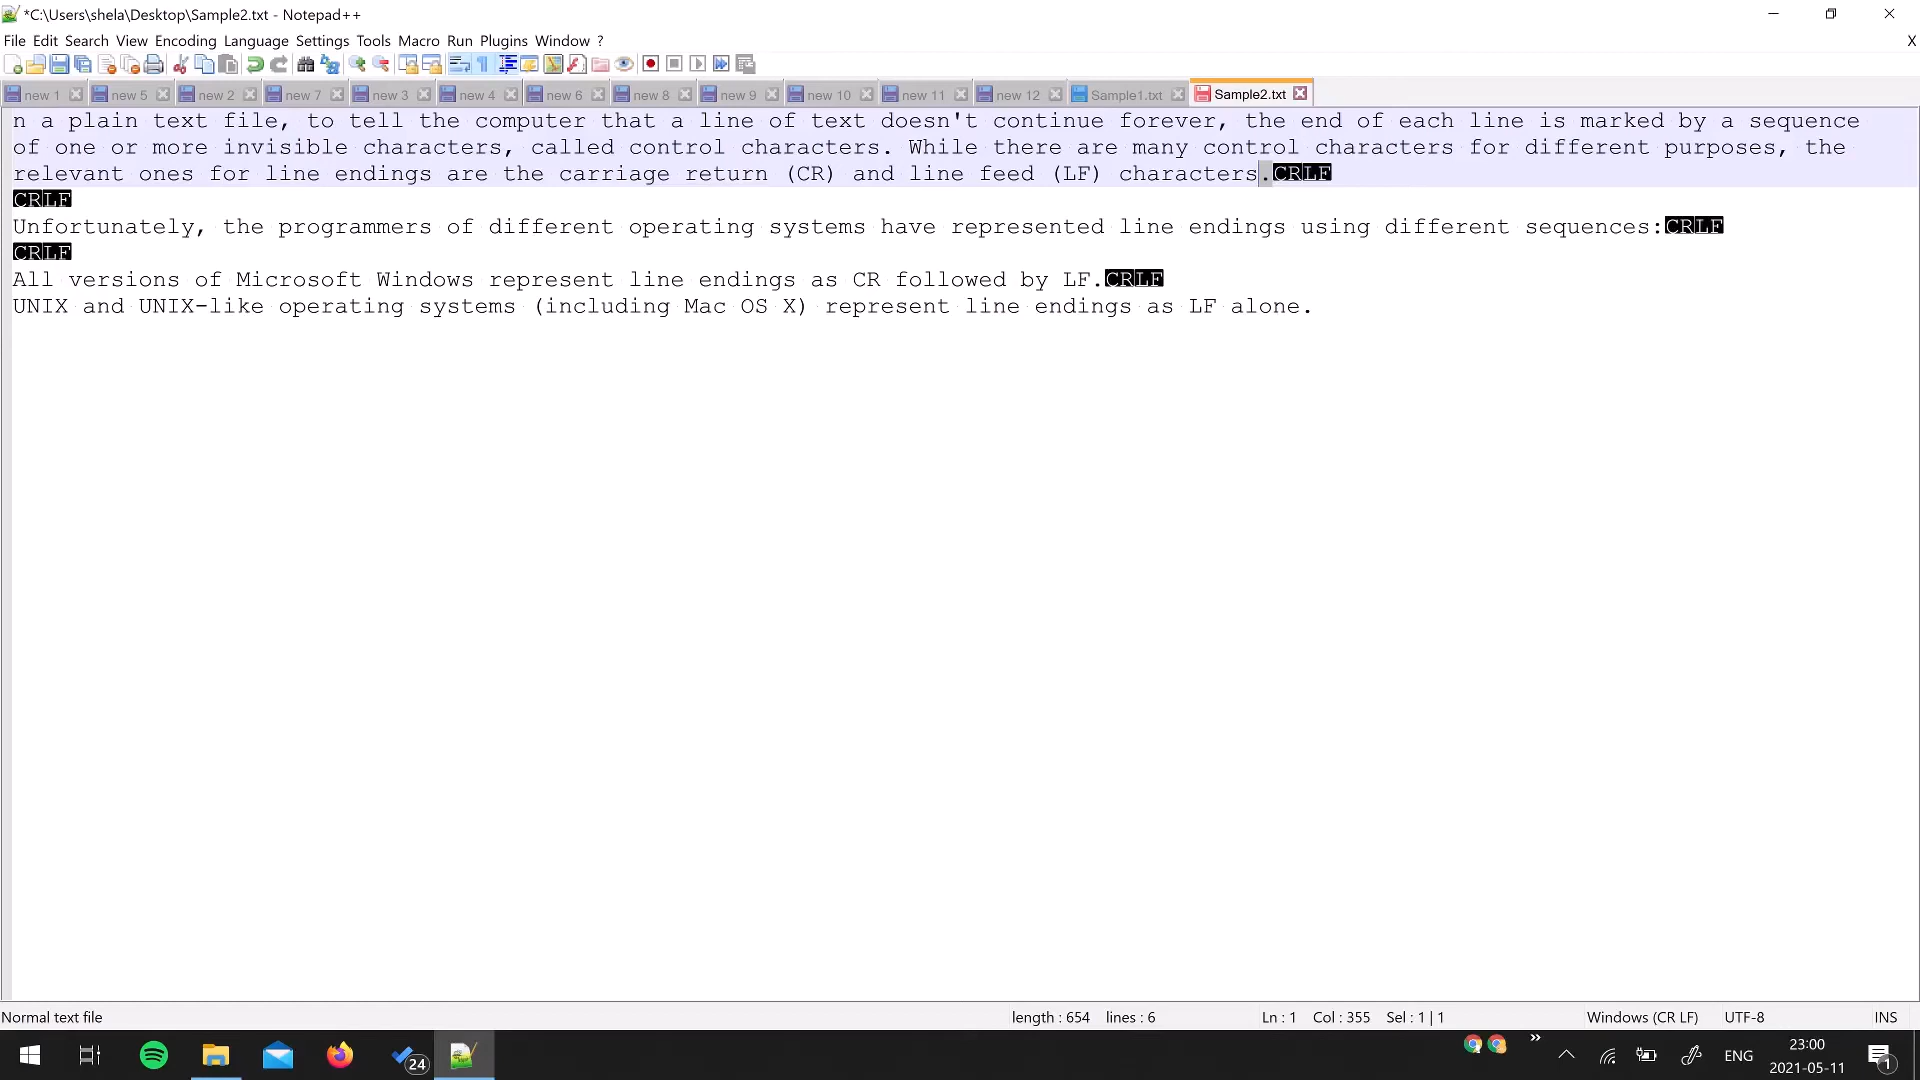 *C:\Users\shela\Desktop\Sample2.txt - Notepad++
File Edit Search View Encoding Language Settings Tools Macro Run Plugins Window ?
X
new 1 new 5 new 2 new 7 new 3 new 4 new 6 new 8 new 9 new 10 new 11 new 12 Sample1.txt Sample2.txt
n a plain text file, to tell the computer that a line of text doesn't continue forever, the end of each line is marked by a sequence
of one or more invisible characters, called control characters. While there are many control characters for different purposes, the
relevant ones for line endings are the carriage return (CR) and line feed (LF) characters.CRLF
CRLF
Unfortunately, the programmers of different operating systems have represented line endings using different sequences:CRLF
CRLF
All versions of Microsoft Windows represent line endings as CR followed by LF.CRLF
UNIX and UNIX-like operating systems (including Mac OS X) represent line endings as LF alone.
Normal text file length : 654 lines : 6 Ln : 1 Col : 355 Sel : 1 | 1 Windows (CR LF) UTF-8 INS
24
ENG
23:00
2021-05-11
1